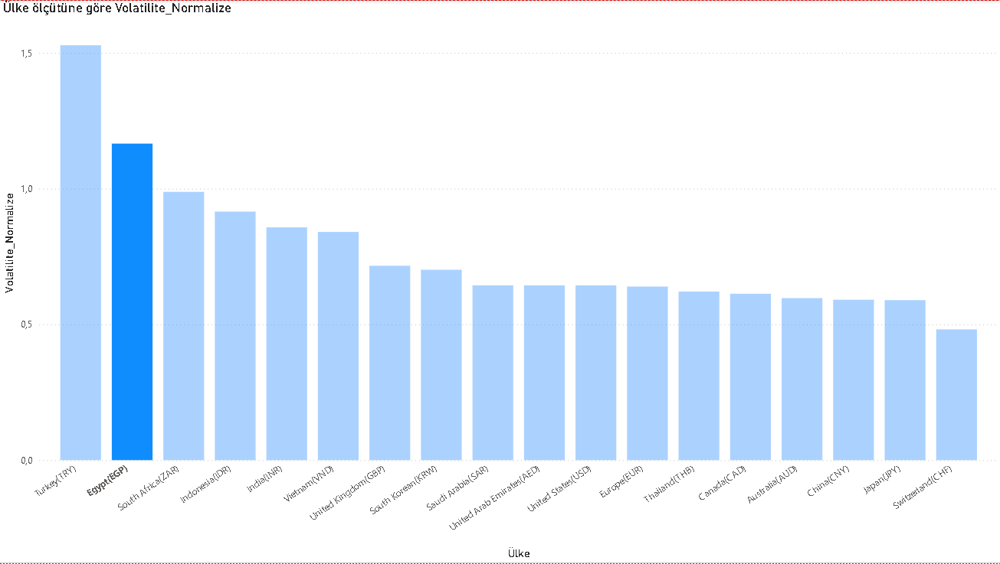 Ülke ölçütüne göre Volatilite_Normalize
Volatilite_Normalize
1,5
1,0
0,5
0,0
Turkey(TRY)
Egypt(EGP)
South Africa(ZAR)
Indonesia(IDR)
India(INR)
Vietnam(VND)
United Kingdom(GBP)
South Korean(KRW)
Saudi Arabia(SAR)
United Arab Emirates(AED)
United States(USD)
Europe(EUR)
Thailand(THB)
Canada(CAD)
Australia(AUD)
China(CNY)
Japan(JPY)
Switzerland(CHF)
Ülke